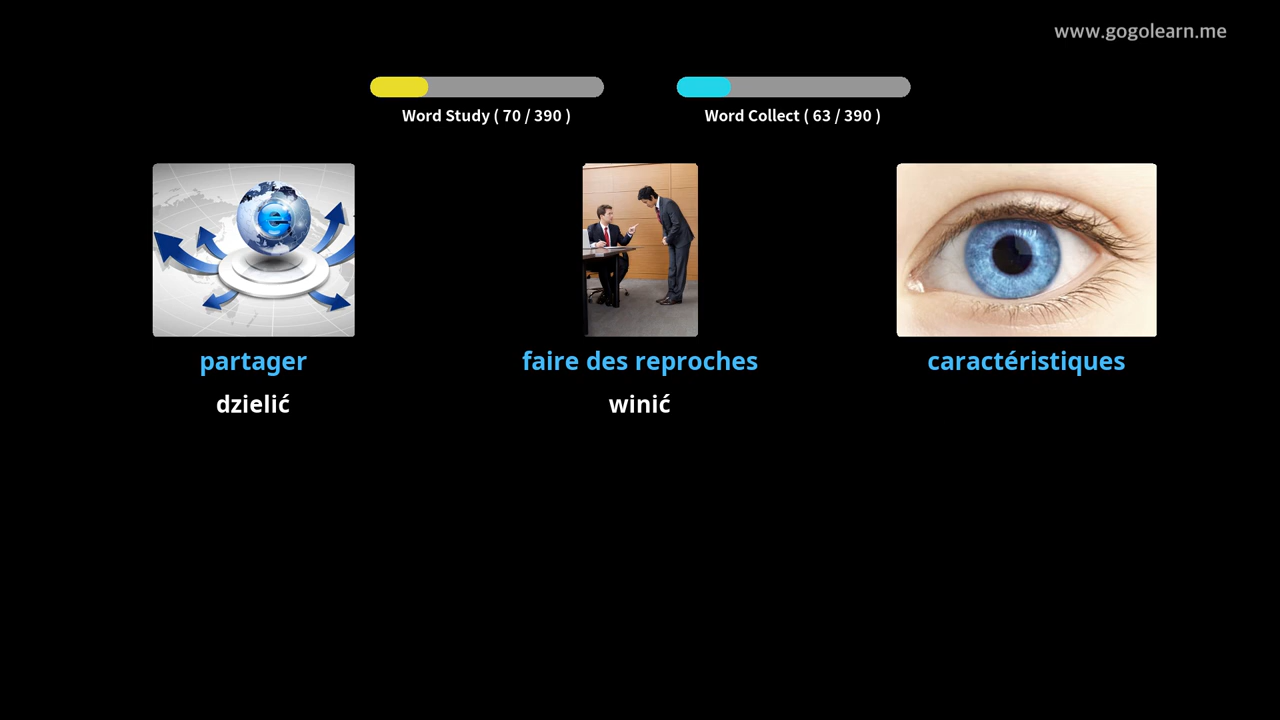 www.gogolearn.me
Word Study ( 70 / 390 )
Word Collect ( 63 / 390 )
e
partager
faire des reproches
caractéristiques
dzielić
winić